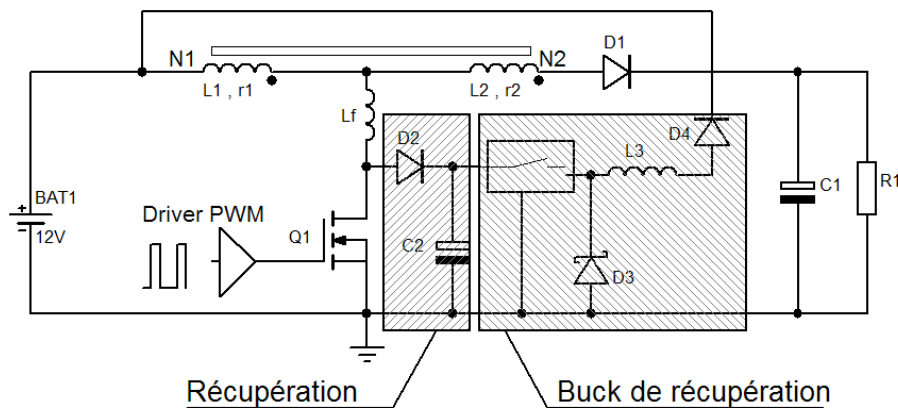 N1
N2
D1
L1 , r1
L2 , r2
Lf
D2
D4
L3
BAT1
12V
Driver PWM
Q1
C2
D3
C1
R1
Récupération
Buck de récupération